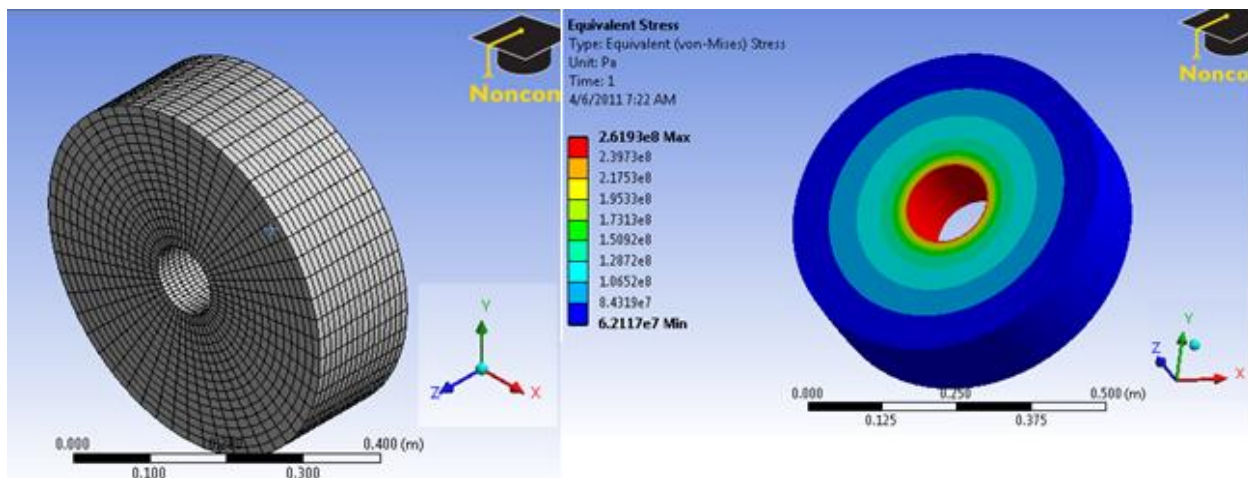 Noncom
Y
Z
X
0.000
0.400 (m)
0.100
0.300
Equivalent Stress
Type: Equivalent (von-Mises) Stress
Unit: Pa
Time: 1
4/6/2011 7:22 AM
2.6193e8 Max
2.3973e8
2.1753e8
1.9533e8
1.7313e8
1.5092e8
1.2872e8
1.0652e8
8.4319e7
6.2117e7 Min
Nonco
Y
Z
X
0.000
0.250
0.500 (m)
0.125
0.375